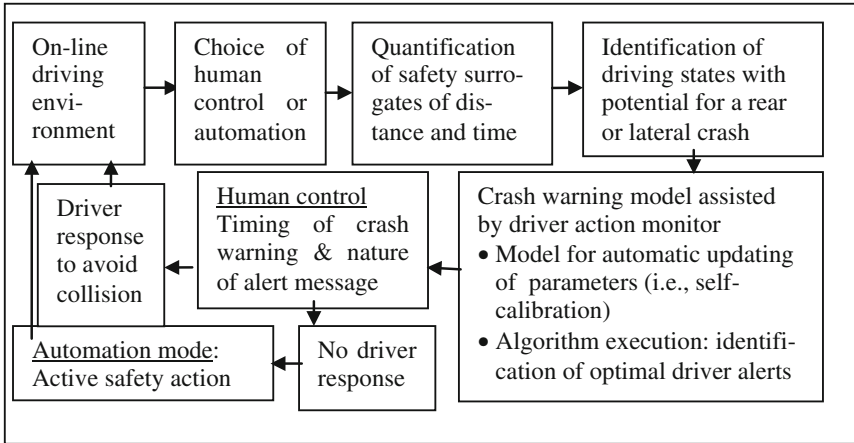 On-line
driving
envi-
ronment
Choice of
human
control or
automation
Quantification
of safety surro-
gates of dis-
tance and time
Identification of
driving states with
potential for a rear
or lateral crash
Crash warning model assisted
by driver action monitor
• Model for automatic updating
of parameters (i.e., self-
calibration)
• Algorithm execution: identifi-
cation of optimal driver alerts
Human control
Timing of crash
warning & nature
of alert message
Driver
response
to avoid
collision
No driver
response
Automation mode:
Active safety action